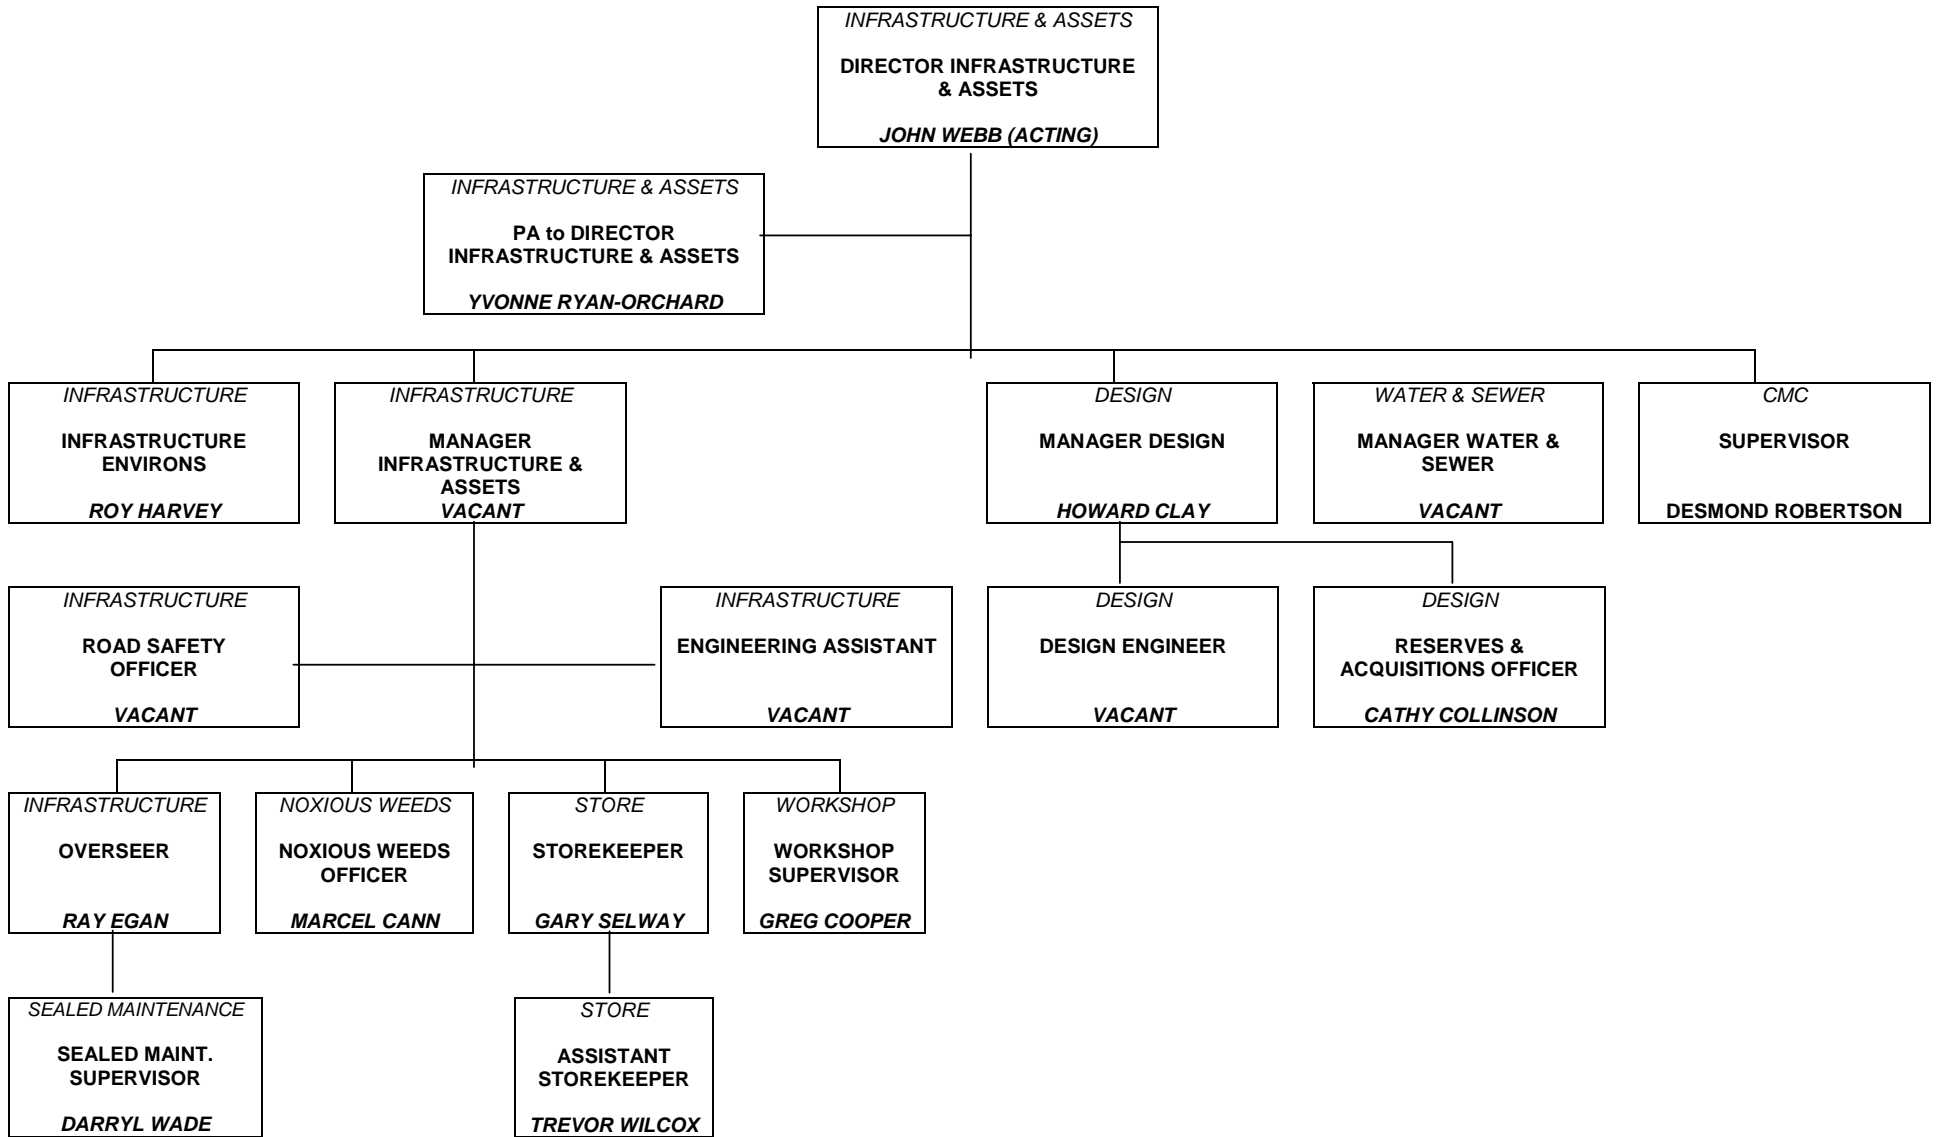 INFRASTRUCTURE & ASSETS
DIRECTOR INFRASTRUCTURE
& ASSETS
JOHN WEBB (ACTING)
INFRASTRUCTURE & ASSETS
PA to DIRECTOR
INFRASTRUCTURE & ASSETS
YVONNE RYAN-ORCHARD
INFRASTRUCTURE
INFRASTRUCTURE
ENVIRONS
ROY HARVEY
INFRASTRUCTURE
MANAGER
INFRASTRUCTURE &
ASSETS
VACANT
DESIGN
MANAGER DESIGN
HOWARD CLAY
WATER & SEWER
MANAGER WATER &
SEWER
VACANT
CMC
SUPERVISOR
DESMOND ROBERTSON
INFRASTRUCTURE
ROAD SAFETY
OFFICER
VACANT
INFRASTRUCTURE
ENGINEERING ASSISTANT
VACANT
DESIGN
DESIGN ENGINEER
VACANT
DESIGN
RESERVES &
ACQUISITIONS OFFICER
CATHY COLLINSON
INFRASTRUCTURE
OVERSEER
RAY EGAN
NOXIOUS WEEDS
NOXIOUS WEEDS
OFFICER
MARCEL CANN
STORE
STOREKEEPER
GARY SELWAY
WORKSHOP
WORKSHOP
SUPERVISOR
GREG COOPER
SEALED MAINTENANCE
SEALED MAINT.
SUPERVISOR
DARRYL WADE
STORE
ASSISTANT
STOREKEEPER
TREVOR WILCOX